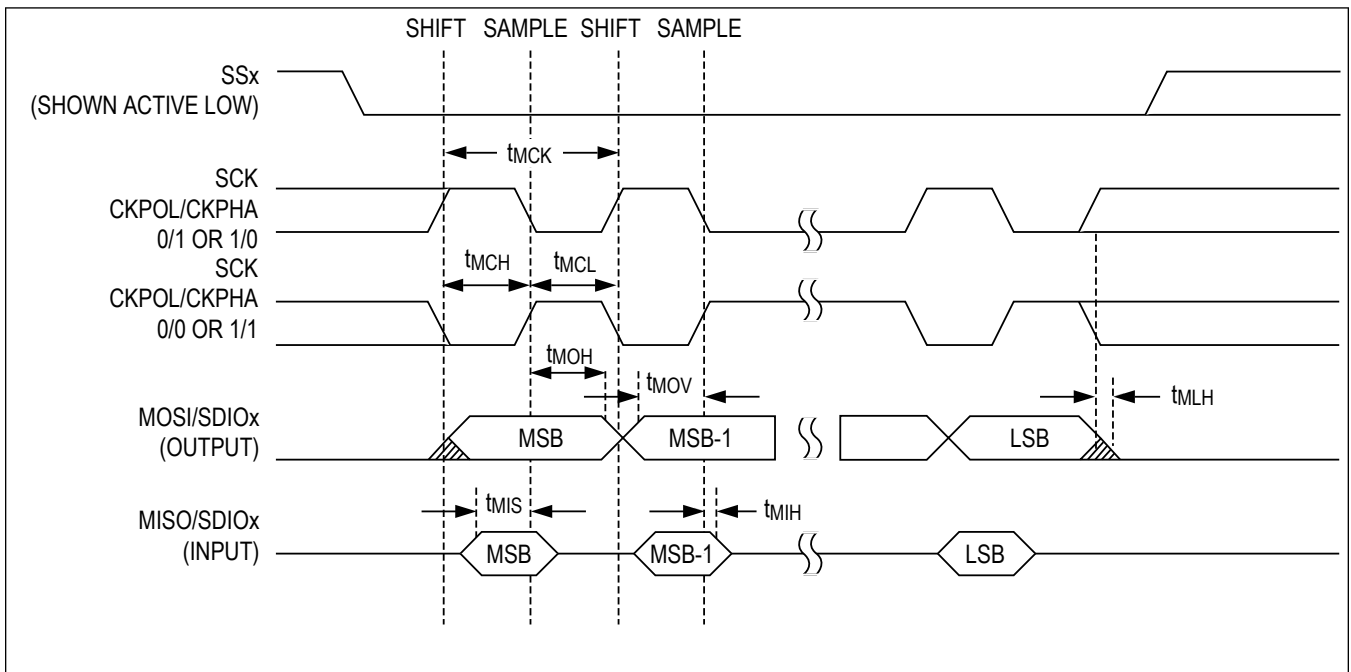 SHIFT SAMPLE SHIFT SAMPLE
SSx
(SHOWN ACTIVE LOW)
tMCK
SCK
CKPOL/CKPHA
0/1 OR 1/0
SCK
CKPOL/CKPHA
0/0 OR 1/1
tMCH
tMCL
tMOH
tMOV
tMLH
MOSI/SDIOx
(OUTPUT)
MSB
MSB-1
LSB
tMIS
tMIH
MISO/SDIOx
(INPUT)
MSB
MSB-1
LSB